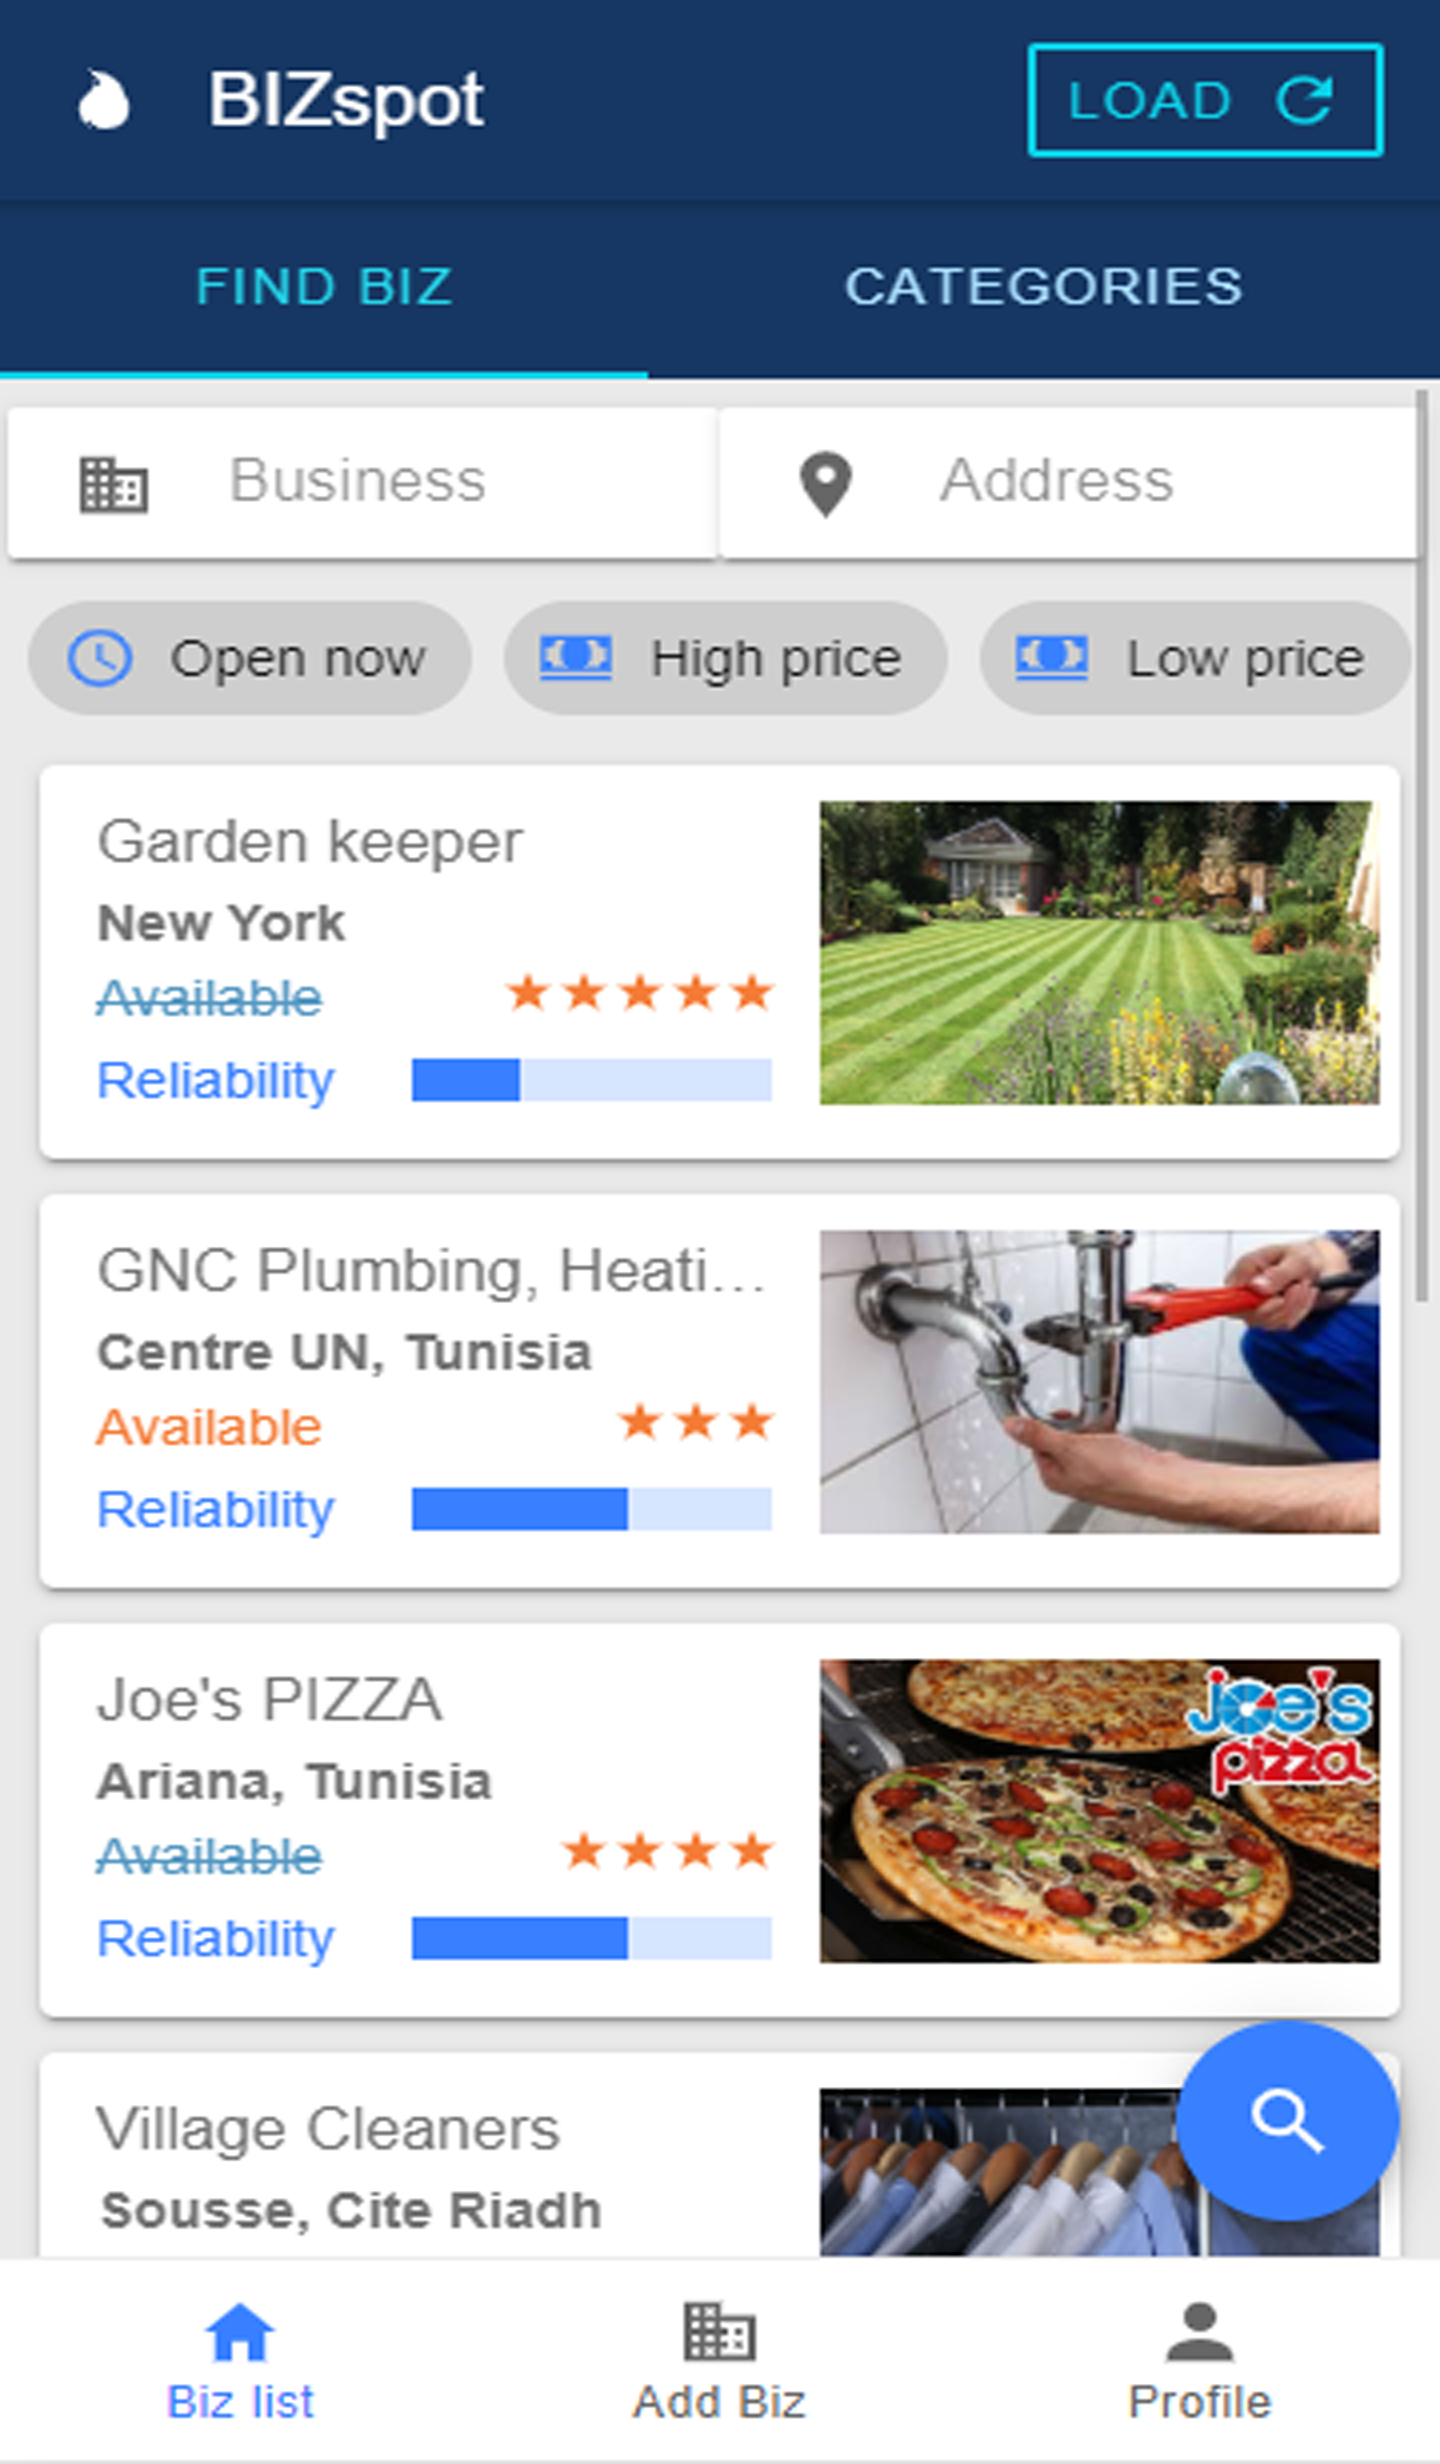 BIZspot
LOAD
FIND BIZ
CATEGORIES
Business
Address
Open now
High price
Low price
Garden keeper
New York
Available
Reliability
GNC Plumbing, Heati...
Centre UN, Tunisia
Available
Reliability
Joe's PIZZA
Ariana, Tunisia
Available
Reliability
Joe's
pizza
Village Cleaners
Sousse, Cite Riadh
Biz list
Add Biz
Profile